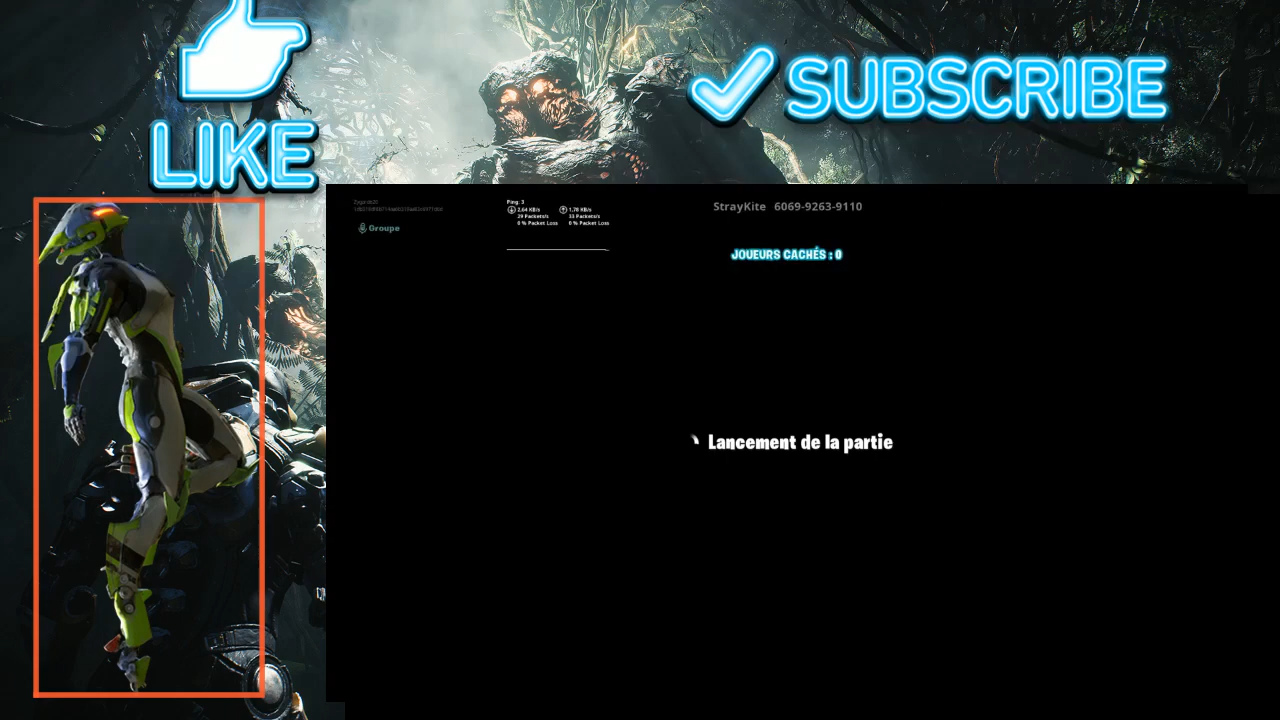 LIKE
SUBSCRIBE
Ping: 3
2,64 KB/s
29 Packets/s
0 % Packet Loss
1,78 KB/s
33 Packets/s
0 % Packet Loss
StrayKite 6069-9263-9110
Groupe
JOUEURS CACHÉS : 0
Lancement de la partie